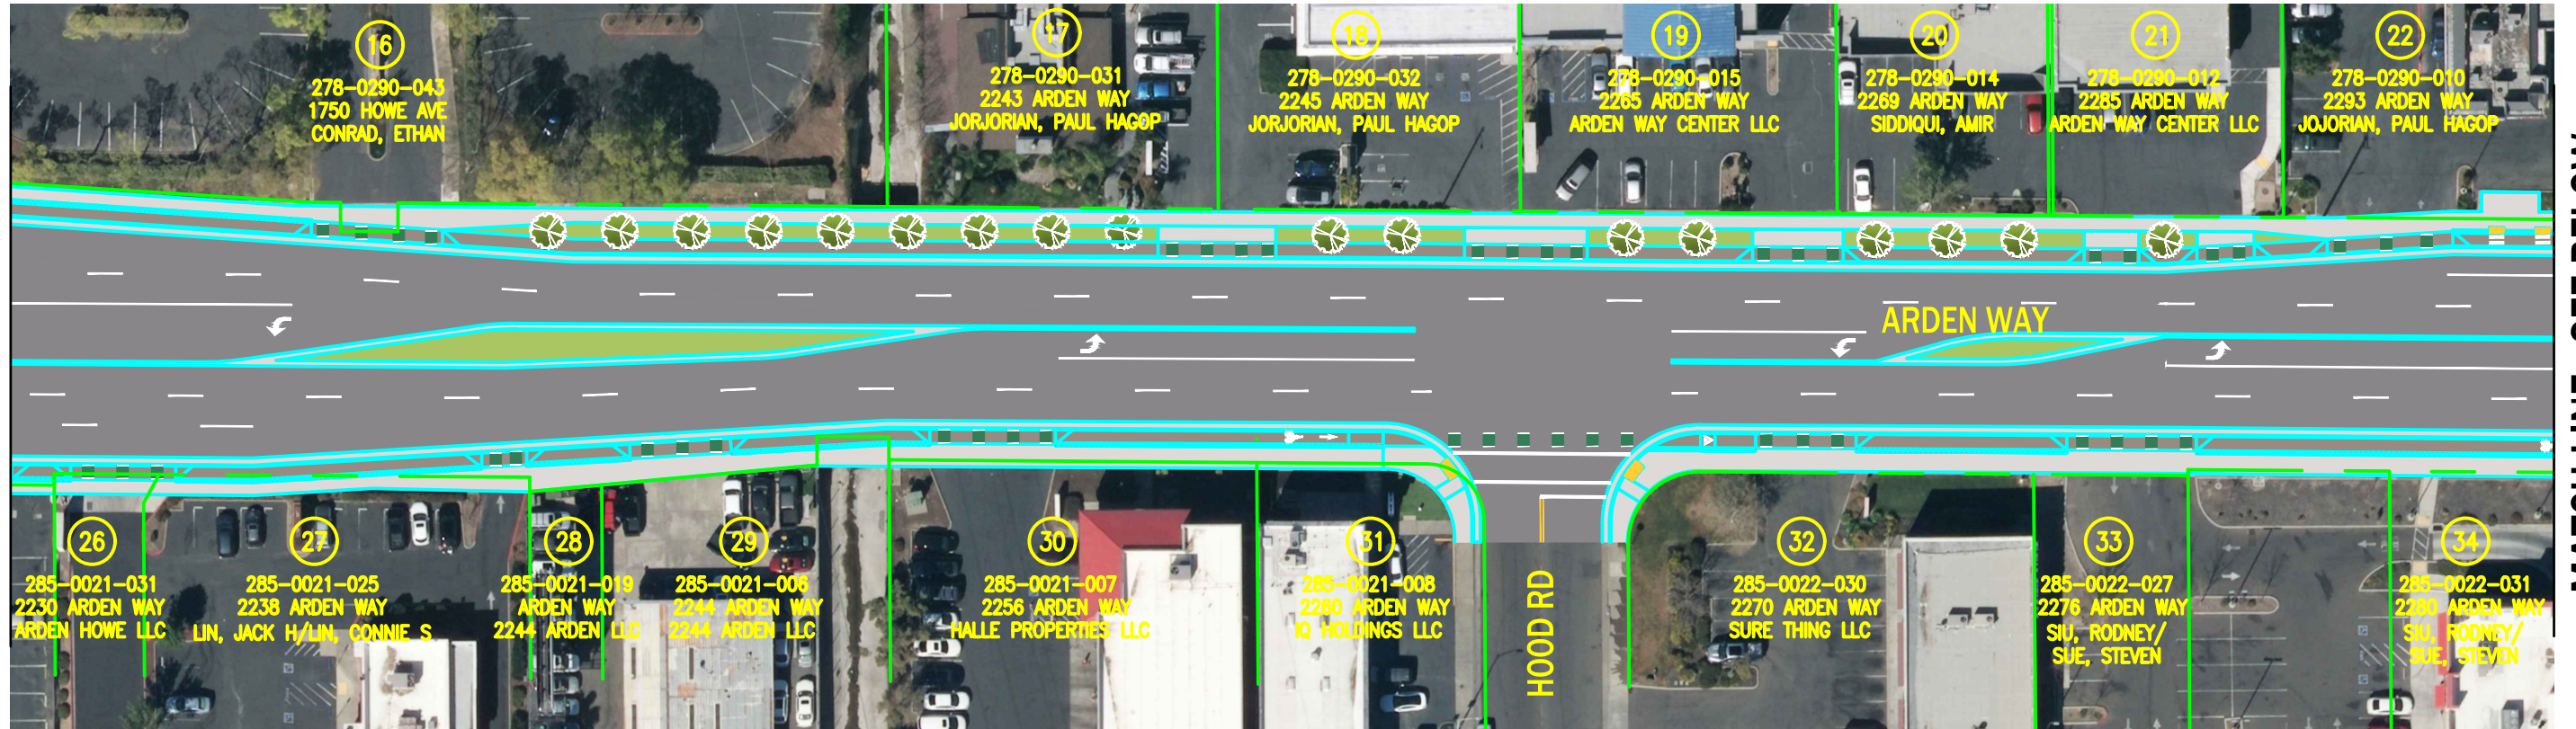 16
278-0290-043
1750 HOWE AVE
CONRAD, ETHAN
17
278-0290-031
2243 ARDEN WAY
JORJORIAN, PAUL HAGOP
18
278-0290-032
2245 ARDEN WAY
JORJORIAN, PAUL HAGOP
19
278-0290-015
2265 ARDEN WAY
ARDEN WAY CENTER LLC
20
278-0290-014
2269 ARDEN WAY
SIDDIQUI, AMIR
21
278-0290-012
2285 ARDEN WAY
ARDEN WAY CENTER LLC
22
278-0290-010
2293 ARDEN WAY
JOJORIAN, PAUL HAGOP
ARDEN WAY
26
285-0021-031
2230 ARDEN WAY
ARDEN HOWE LLC
27
285-0021-025
2238 ARDEN WAY
LIN, JACK H/LIN, CONNIE S
28
285-0021-019
ARDEN WAY
2244 ARDEN LLC
29
285-0021-006
2244 ARDEN WAY
2244 ARDEN LLC
30
285-0021-007
2256 ARDEN WAY
HALLE PROPERTIES LLC
31
285-0021-008
2260 ARDEN WAY
IQ HOLDINGS LLC
HOOD RD
32
285-0022-030
2270 ARDEN WAY
SURE THING LLC
33
285-0022-027
2276 ARDEN WAY
SIU, RODNEY/
SUE, STEVEN
34
285-0022-031
2280 ARDEN WAY
SIU, RODNEY/
SUE, STEVEN